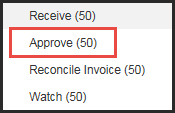 Receive (50)
Approve (50)
Reconcile Invoice (50)
Watch (50)